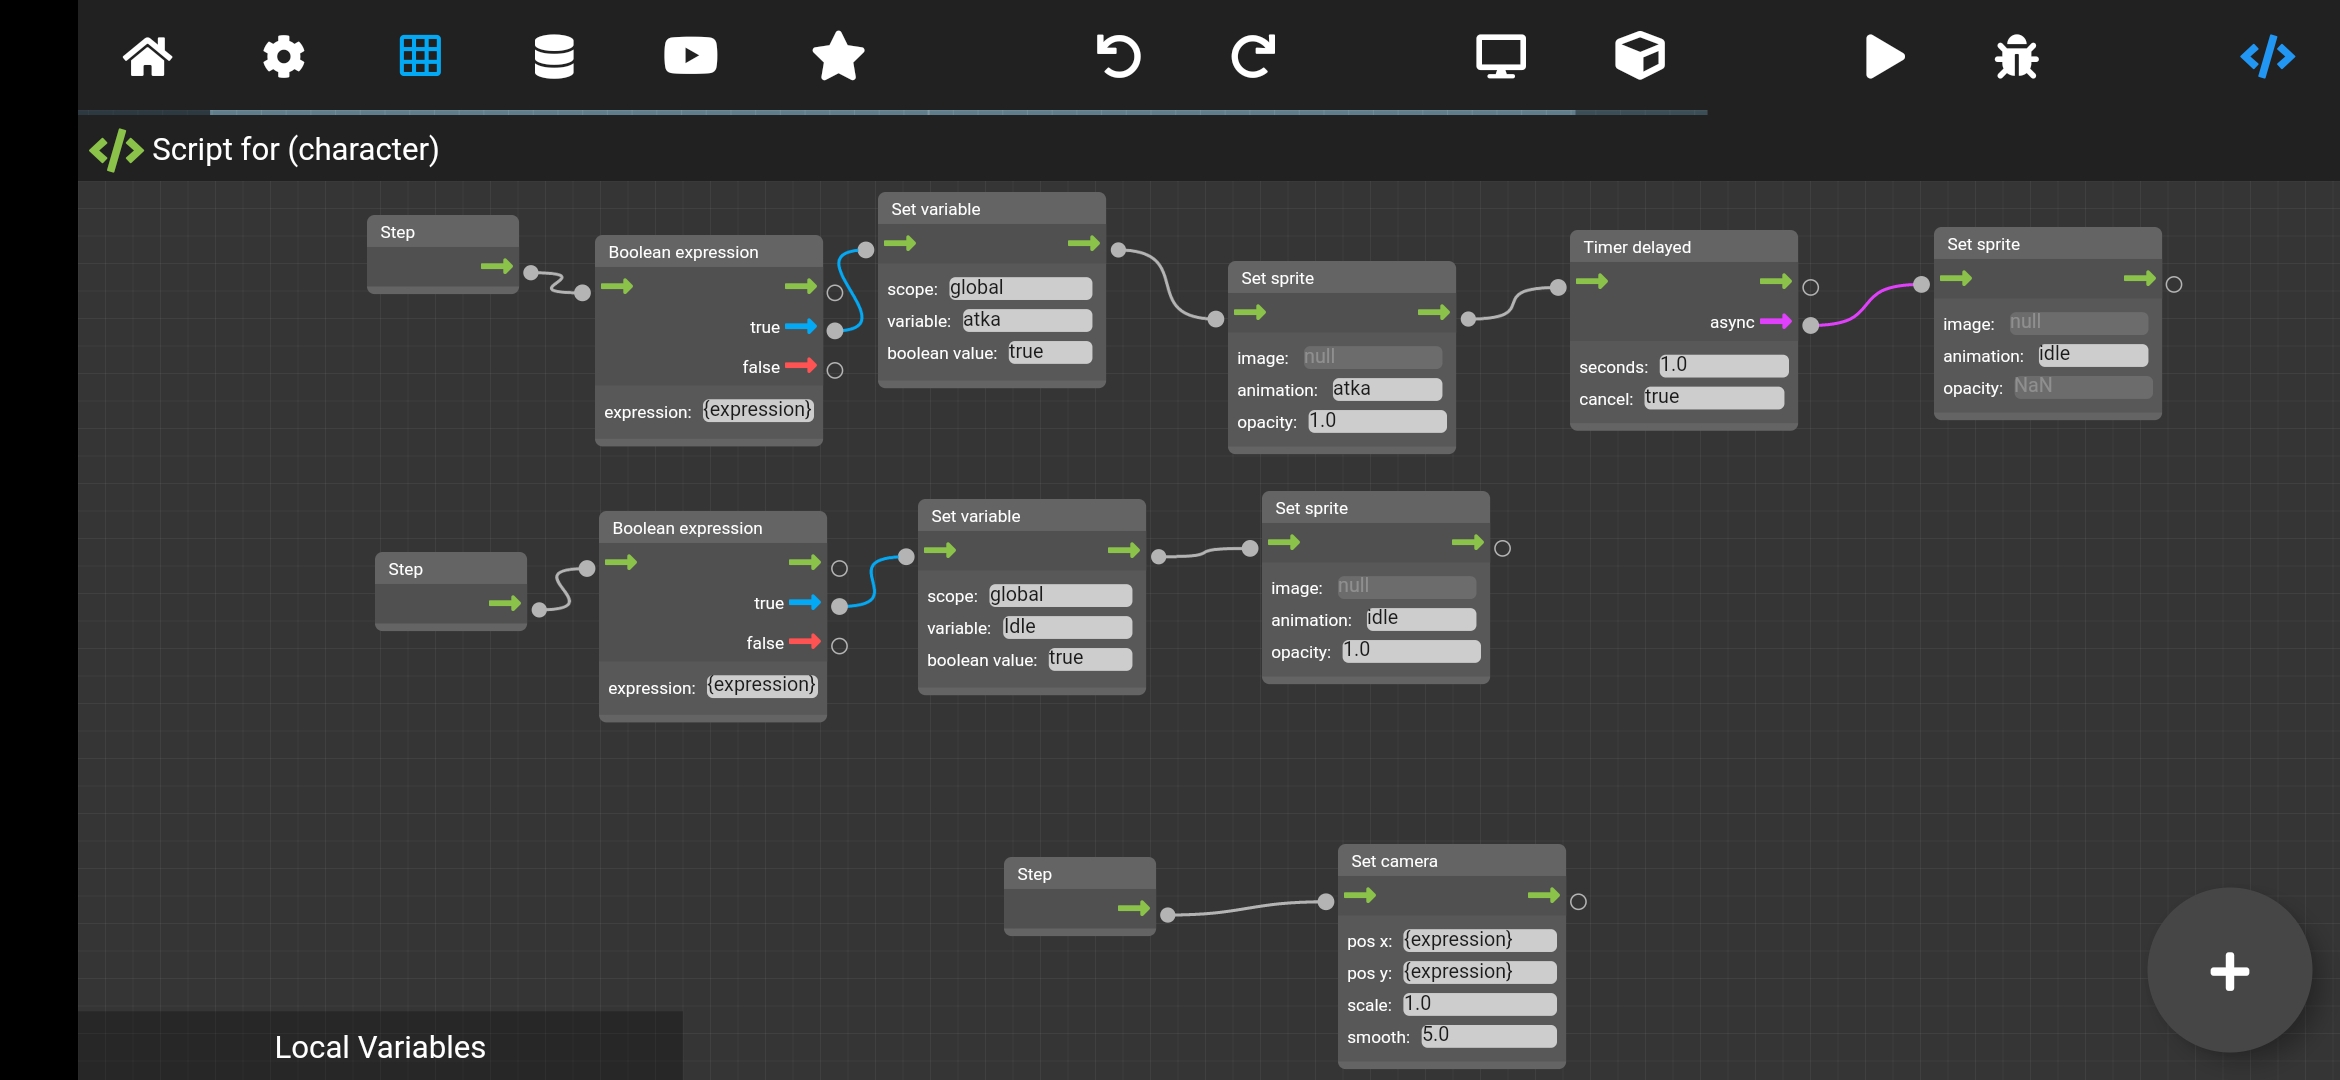 Script for (character)
Step
Boolean expression
true
false
expression: {expression}
Set variable
scope: global
variable: atka
boolean value: true
Set sprite
image: null
animation: atka
opacity: 1.0
Timer delayed
async
seconds: 1.0
cancel: true
Set sprite
image: null
animation: idle
opacity: NaN
Step
Boolean expression
true
false
expression: {expression}
Set variable
scope: global
variable: Idle
boolean value: true
Set sprite
image: null
animation: idle
opacity: 1.0
Step
Set camera
pos x: {expression}
pos y: {expression}
scale: 1.0
smooth: 5.0
Local Variables